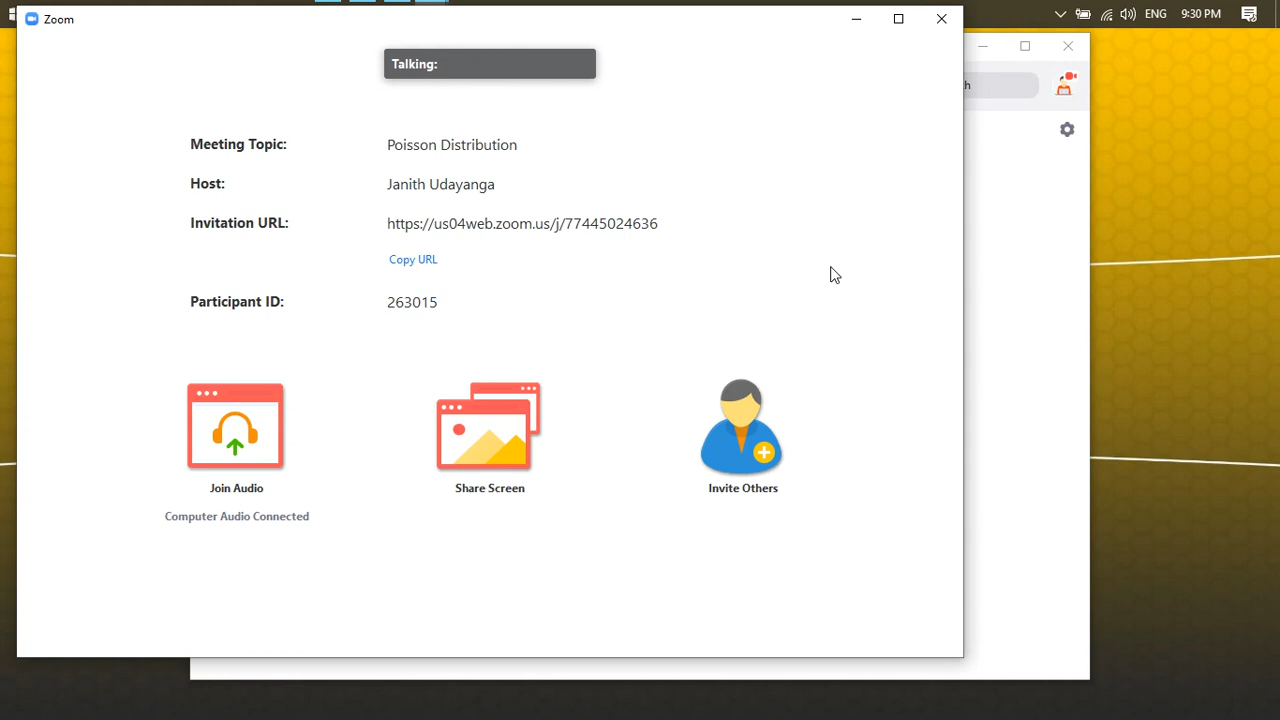 Zoom
ENG 9:30 PM
Talking:
h
Meeting Topic: Poisson Distribution
Host: Janith Udayanga
Invitation URL: https://us04web.zoom.us/j/77445024636
Copy URL
Participant ID: 263015
Join Audio Share Screen Invite Others
Computer Audio Connected